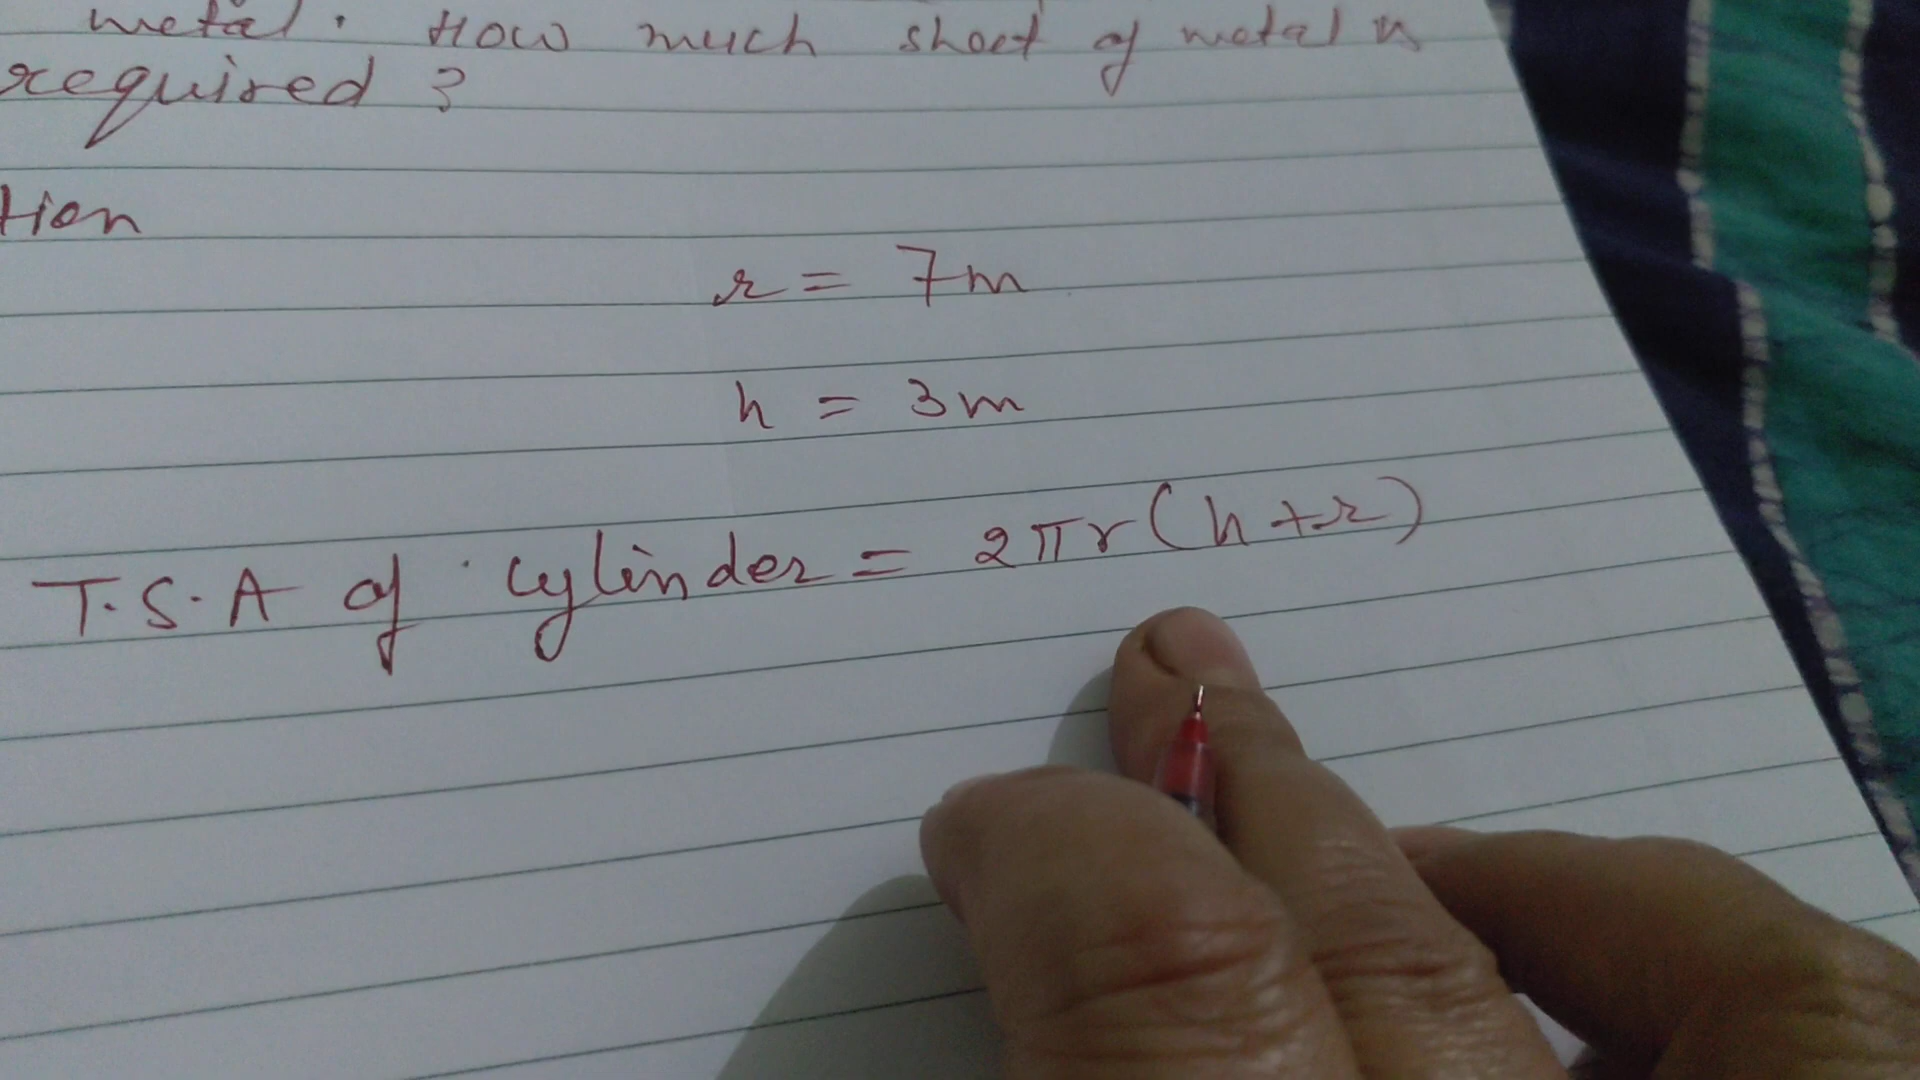 metal. How much sheet of metal is
required ?
tion
r = 7m
h = 3m
T.S.A of cylinder = 2πr(h+r)